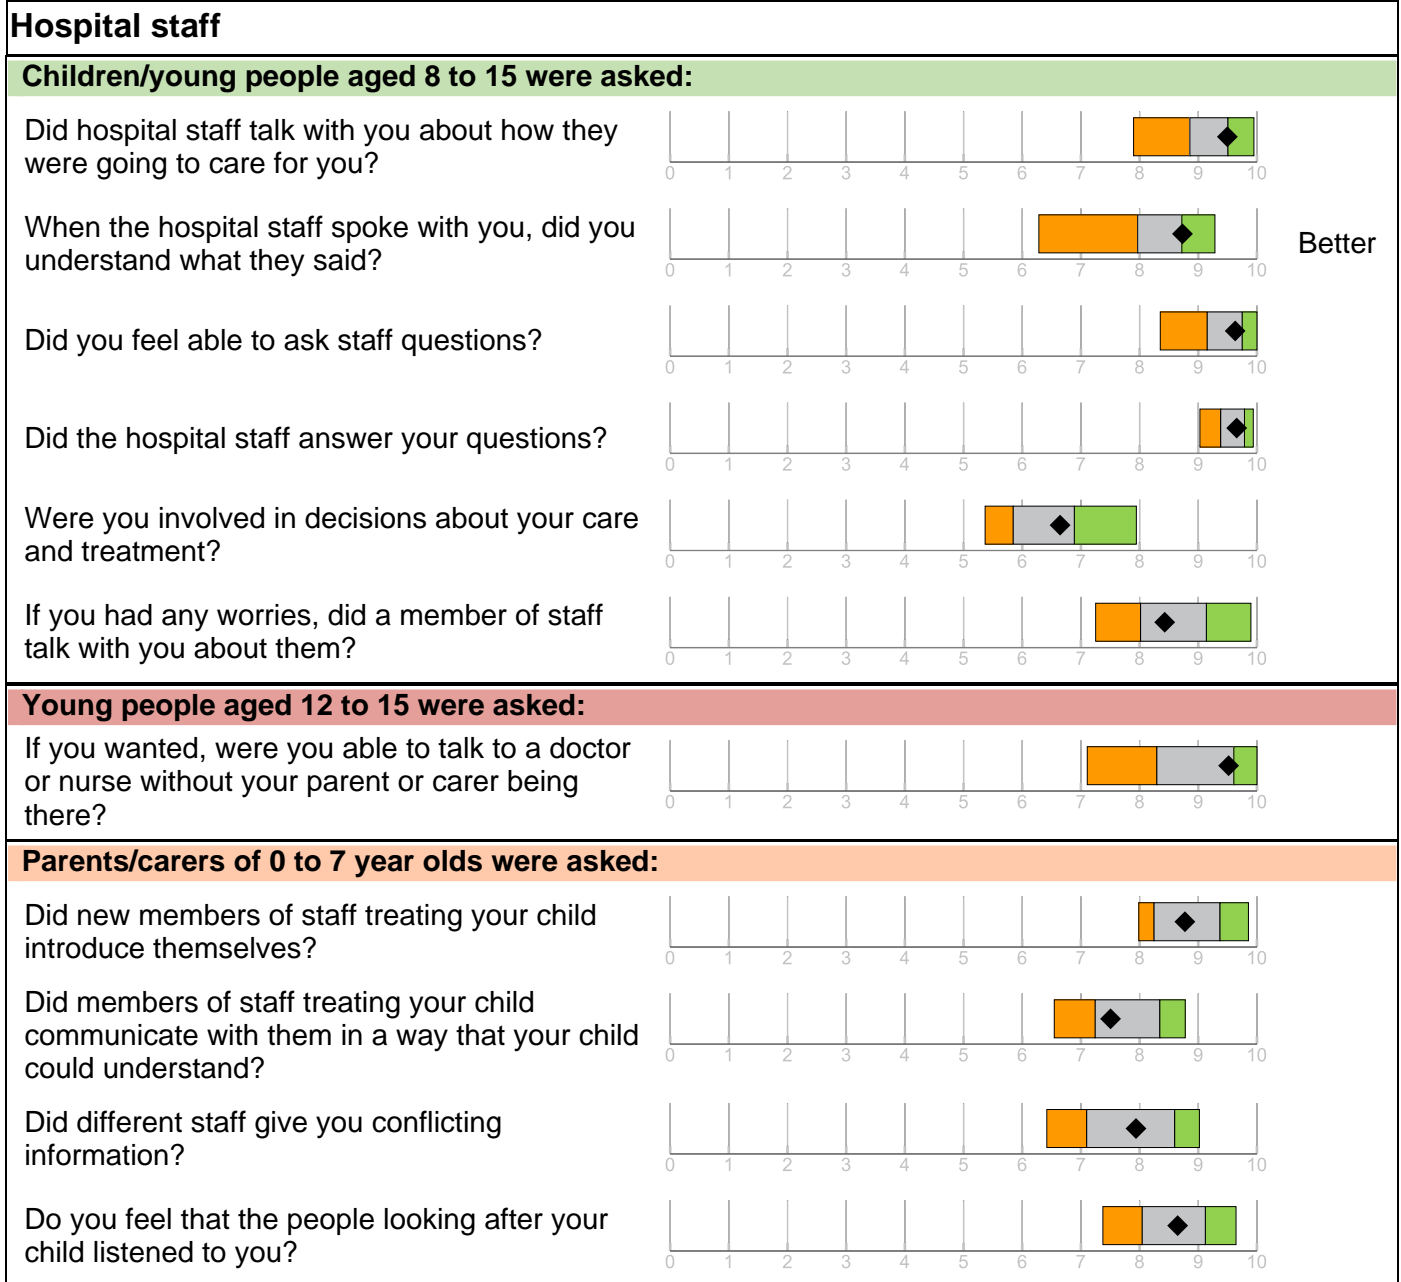 Hospital staff
Children/young people aged 8 to 15 were asked:
Did hospital staff talk with you about how they
were going to care for you?
0 1 2 3 4 5 6 7 8 9 10
When the hospital staff spoke with you, did you
understand what they said?
Better
0 1 2 3 4 5 6 7 8 9 10
Did you feel able to ask staff questions?
0 1 2 3 4 5 6 7 8 9 10
Did the hospital staff answer your questions?
0 1 2 3 4 5 6 7 8 9 10
Were you involved in decisions about your care
and treatment?
0 1 2 3 4 5 6 7 8 9 10
If you had any worries, did a member of staff
talk with you about them?
0 1 2 3 4 5 6 7 8 9 10
Young people aged 12 to 15 were asked:
If you wanted, were you able to talk to a doctor
or nurse without your parent or carer being
there?
0 1 2 3 4 5 6 7 8 9 10
Parents/carers of 0 to 7 year olds were asked:
Did new members of staff treating your child
introduce themselves?
0 1 2 3 4 5 6 7 8 9 10
Did members of staff treating your child
communicate with them in a way that your child
could understand?
0 1 2 3 4 5 6 7 8 9 10
Did different staff give you conflicting
information?
0 1 2 3 4 5 6 7 8 9 10
Do you feel that the people looking after your
child listened to you?
0 1 2 3 4 5 6 7 8 9 10